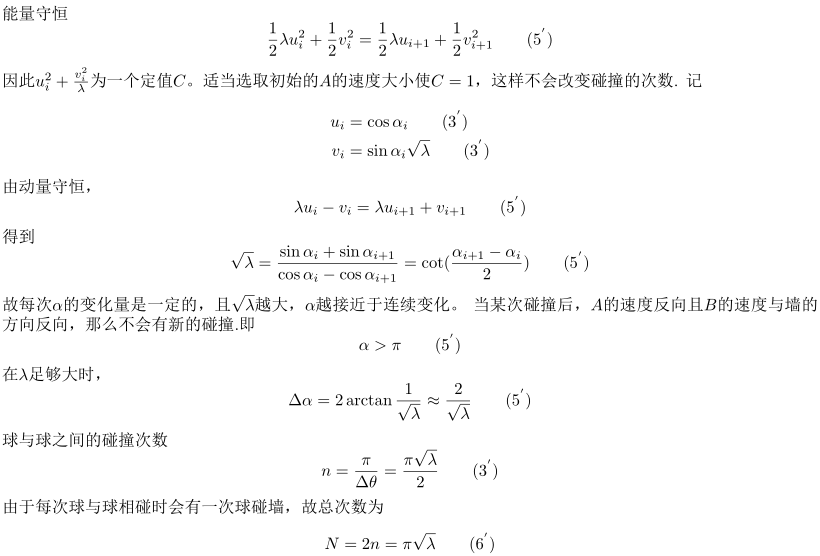 能量守恒
$$\frac{1}{2}\lambda u_i^2 + \frac{1}{2}v_i^2 = \frac{1}{2}\lambda u_{i+1} + \frac{1}{2}v_{i+1}^2 \qquad (5^{'})$$
因此$u_i^2 + \frac{v_i^2}{\lambda}$为一个定值$C$。适当选取初始的$A$的速度大小使$C = 1$，这样不会改变碰撞的次数. 记
$$u_i = \cos\alpha_i \qquad (3^{'})$$
$$v_i = \sin\alpha_i\sqrt{\lambda} \qquad (3^{'})$$
由动量守恒，
$$\lambda u_i - v_i = \lambda u_{i+1} + v_{i+1} \qquad (5^{'})$$
得到
$$\sqrt{\lambda} = \frac{\sin\alpha_i + \sin\alpha_{i+1}}{\cos\alpha_i - \cos\alpha_{i+1}} = \cot(\frac{\alpha_{i+1} - \alpha_i}{2}) \qquad (5^{'})$$
故每次$\alpha$的变化量是一定的，且$\sqrt{\lambda}$越大，$\alpha$越接近于连续变化。 当某次碰撞后，$A$的速度反向且$B$的速度与墙的
方向反向，那么不会有新的碰撞.即
$$\alpha > \pi \qquad (5^{'})$$
在$\lambda$足够大时，
$$\Delta\alpha = 2\arctan\frac{1}{\sqrt{\lambda}} \approx \frac{2}{\sqrt{\lambda}} \qquad (5^{'})$$
球与球之间的碰撞次数
$$n = \frac{\pi}{\Delta\theta} = \frac{\pi\sqrt{\lambda}}{2} \qquad (3^{'})$$
由于每次球与球相碰时会有一次球碰墙，故总次数为
$$N = 2n = \pi\sqrt{\lambda} \qquad (6^{'})$$